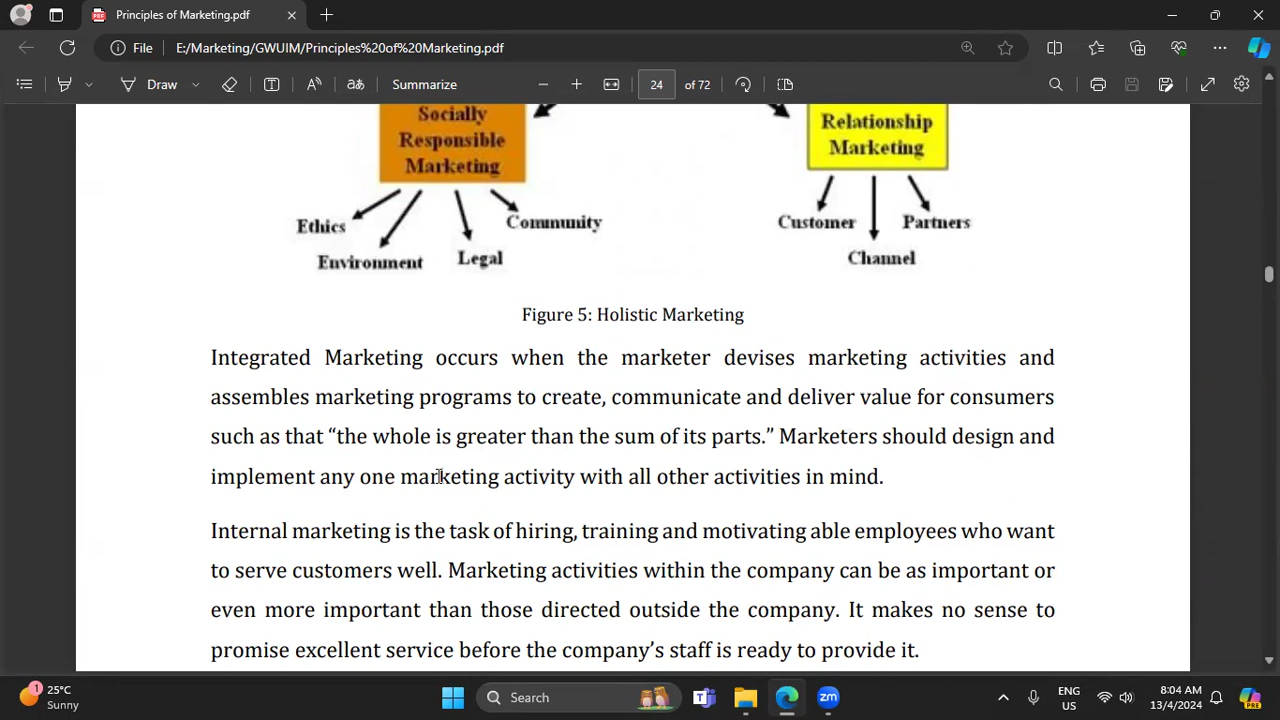 Principles of Marketing.pdf
File
E:/Marketing/GWUIM/Principles%20of%20Marketing.pdf
Draw
aあ
Summarize
24
of 72
Socially
Responsible
Marketing
Relationship
Marketing
Ethics
Environment
Legal
Community
Customer
Channel
Partners
Figure 5: Holistic Marketing
Integrated Marketing occurs when the marketer devises marketing activities and
assembles marketing programs to create, communicate and deliver value for consumers
such as that “the whole is greater than the sum of its parts.” Marketers should design and
implement any one marketing activity with all other activities in mind.
Internal marketing is the task of hiring, training and motivating able employees who want
to serve customers well. Marketing activities within the company can be as important or
even more important than those directed outside the company. It makes no sense to
promise excellent service before the company’s staff is ready to provide it.
1
25°C
Sunny
Search
zm
ENG
US
8:04 AM
13/4/2024
PRE